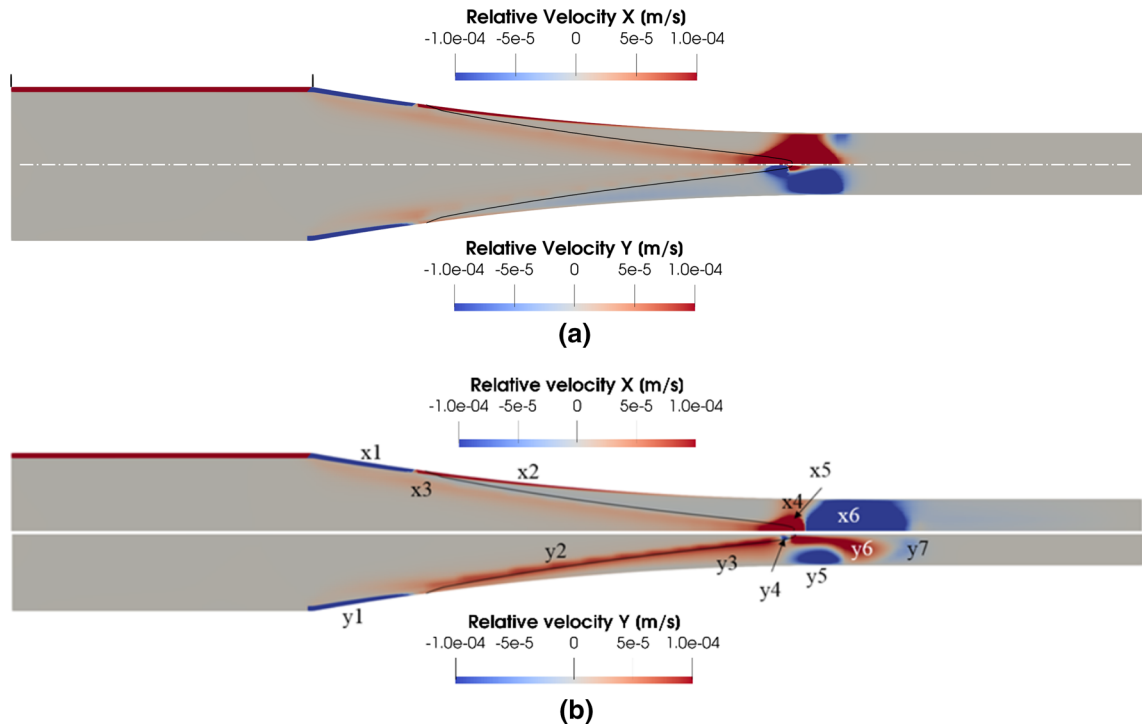 Relative Velocity X [m/s]
-1.0e-04 -5e-5 0 5e-5 1.0e-04
Relative Velocity Y [m/s]
-1.0e-04 -5e-5 0 5e-5 1.0e-04
(a)
Relative velocity X [m/s]
-1.0e-04 -5e-5 0 5e-5 1.0e-04
x1
x2
x3
x5
x4
x6
y2
y3
y6
y7
y4
y5
y1
Relative velocity Y [m/s]
-1.0e-04 -5e-5 0 5e-5 1.0e-04
(b)